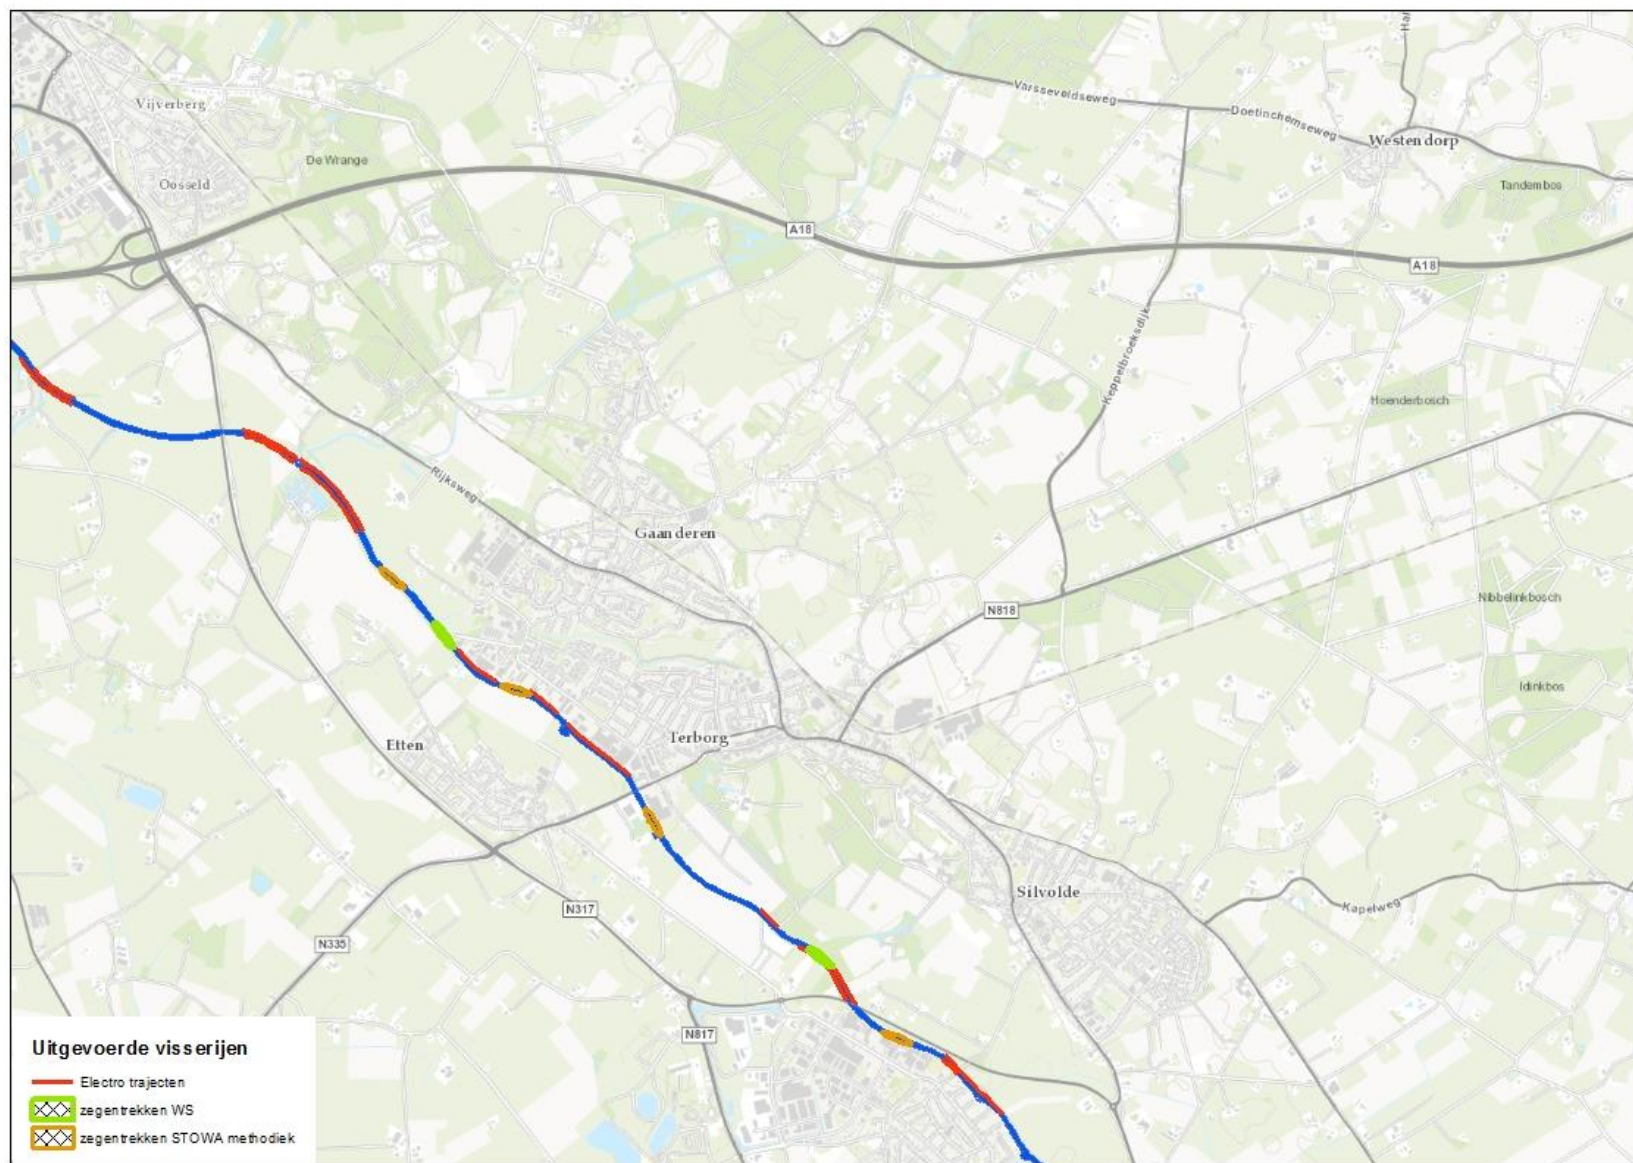 Vijverberg
Varsseveldseweg
Doetinchemseweg
Westendorp
De Wrange
Oosseld
Tandembos
A18
A18
Keppelbroeksdijk
Hoenderbosch
Rijksweg
Gaanderen
Nibbelinkbosch
N818
Idinkbos
Etten
Terborg
Silvolde
Kapelweg
N317
N335
N817
Uitgevoerde visserijen
Electro trajecten
zegentrekken WS
zegentrekken STOWA methodiek